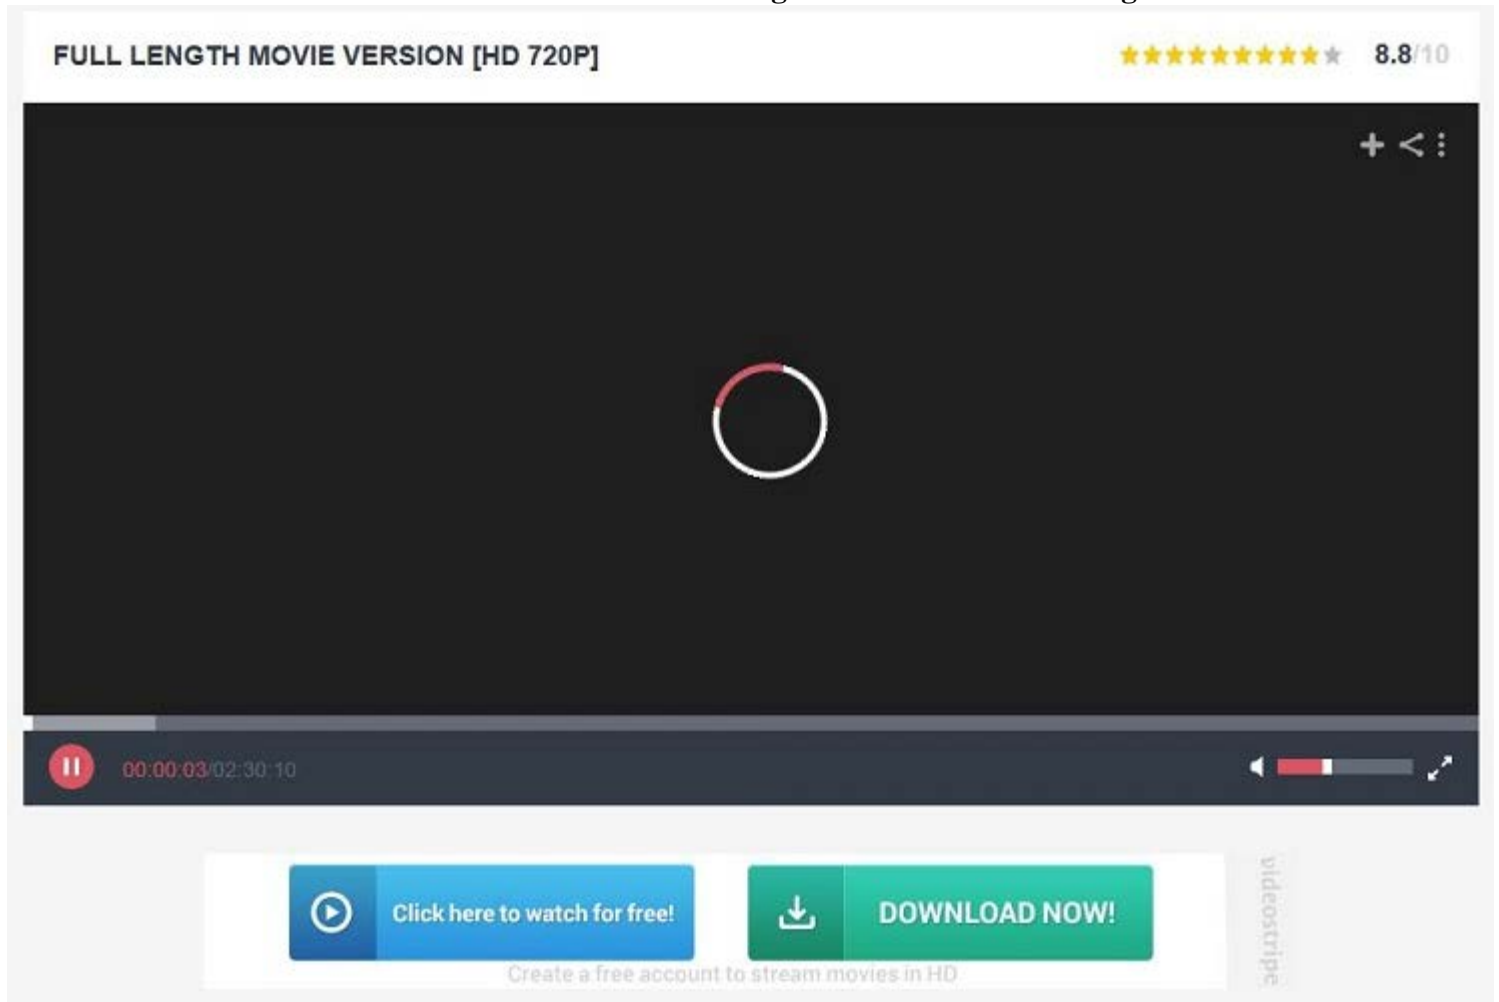 FULL LENGTH MOVIE VERSION [HD 720P]
8.8/10
00:00:03/02:30:10
Click here to watch for free!
DOWNLOAD NOW!
Create a free account to stream movies in HD
videostripe